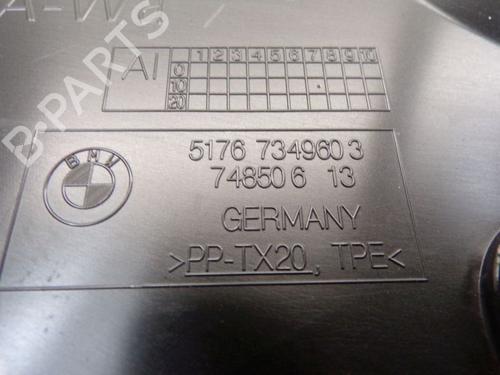 AI 1 2 3 4 5 6 7 8 9 10
0
10
20
BMW
5176 7349603
748506 13
GERMANY
>PP-TX20, TPE<
B-PARTS